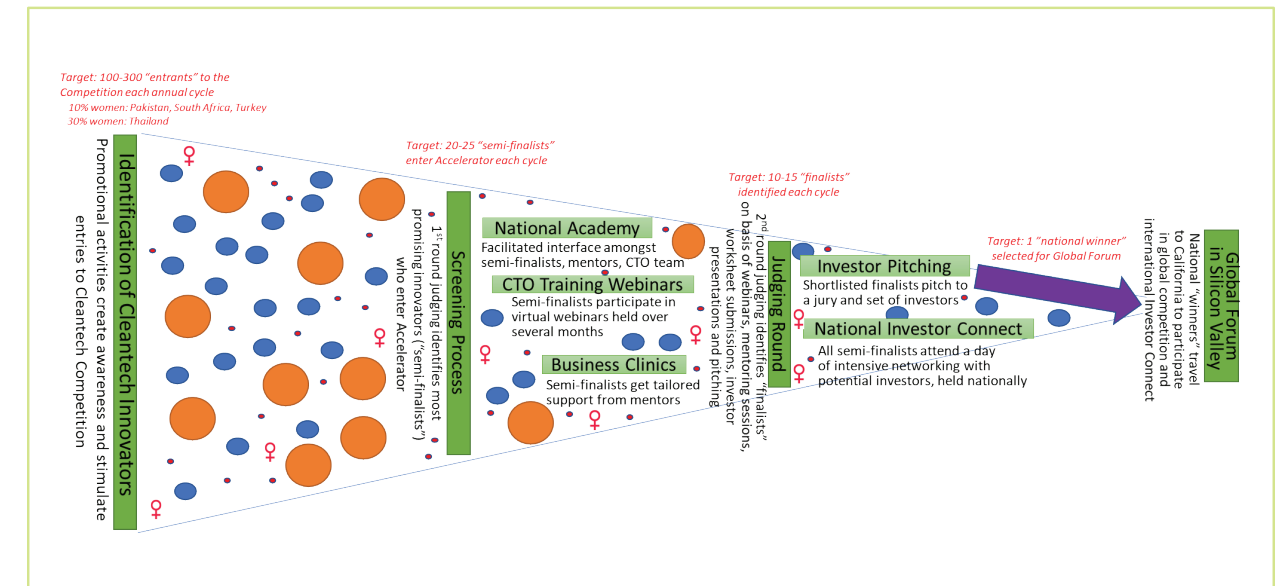 Target: 100-300 “entrants” to the
Competition each annual cycle
10% women: Pakistan, South Africa, Turkey
30% women: Thailand
Identification of Cleantech Innovators
Promotional activities create awareness and stimulate
entries to Cleantech Competition
Target: 20-25 “semi-finalists”
enter Accelerator each cycle
Screening Process
1st round judging identifies most
promising innovators (“semi-finalists”)
who enter Accelerator
National Academy
Facilitated interface amongst
semi-finalists, mentors, CTO team
CTO Training Webinars
Semi-finalists participate in
virtual webinars held over
several months
Business Clinics
Semi-finalists get tailored
support from mentors
Target: 10-15 “finalists”
identified each cycle
Judging Round
2nd round judging identifies “finalists”
on basis of webinars, mentoring sessions,
worksheet submissions, investor
presentations and pitching
Investor Pitching
Shortlisted finalists pitch to
a jury and set of investors
National Investor Connect
All semi-finalists attend a day
of intensive networking with
potential investors, held nationally
Target: 1 “national winner”
selected for Global Forum
Global Forum
in Silicon Valley
National “winners” travel
to California to participate
in global competition and
international Investor Connect